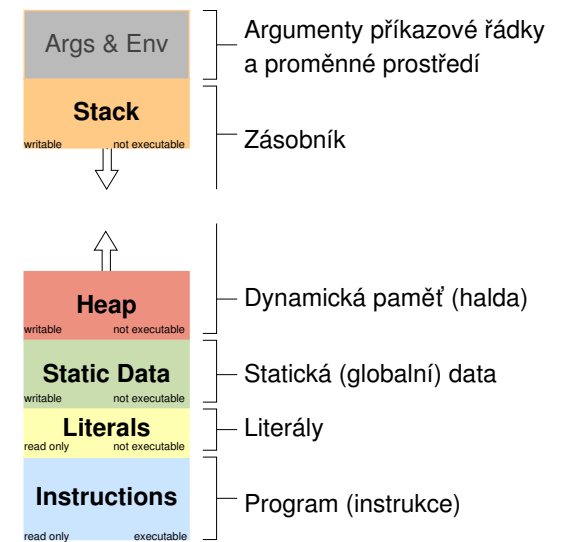 Args & Env
Argumenty příkazové řádky
a proměnné prostředí
Stack
writable not executable
Zásobník
Heap
writable not executable
Dynamická paměť (halda)
Static Data
writable not executable
Statická (globalní) data
Literals
read only not executable
Literály
Instructions
read only executable
Program (instrukce)